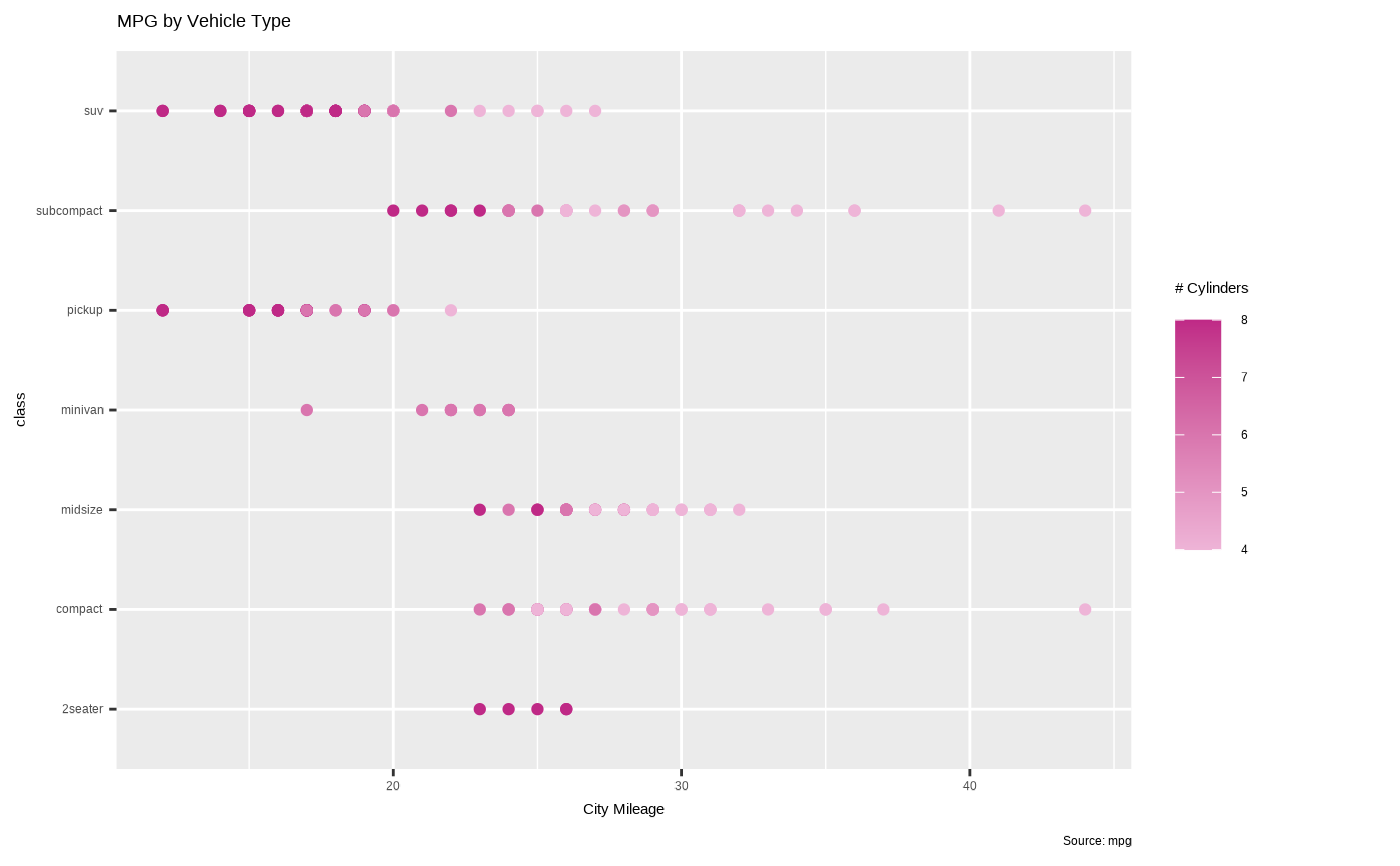 MPG by Vehicle Type
suv
subcompact
pickup
minivan
midsize
compact
2seater
class
20 30 40
City Mileage
# Cylinders
8
7
6
5
4
Source: mpg